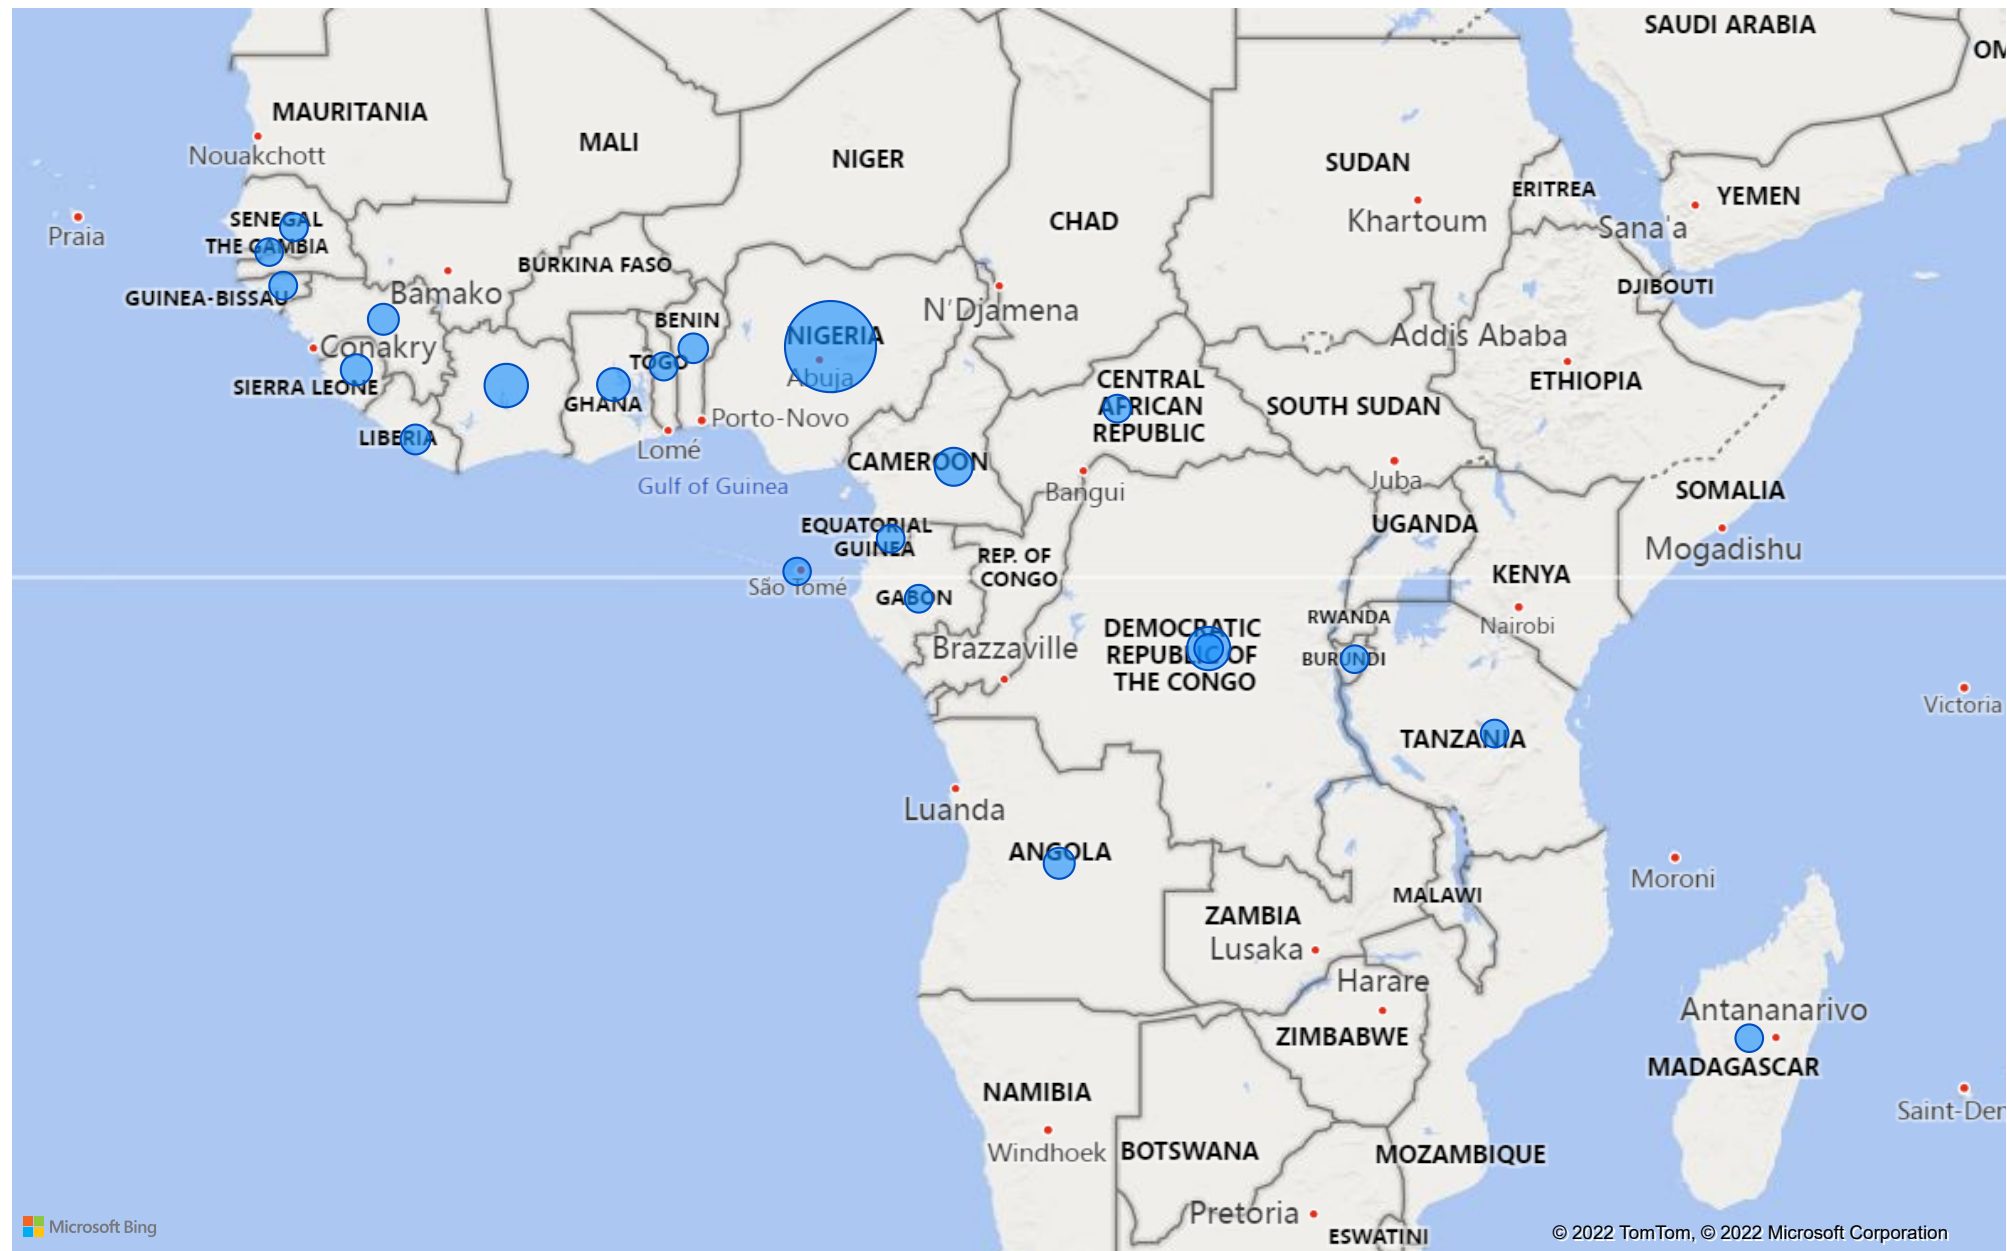 SAUDI ARABIA
OM
MAURITANIA
MALI
NIGER
SUDAN
ERITREA
YEMEN
Nouakchott
CHAD
Khartoum
Sana'a
Praia
SENEGAL
THE GAMBIA
BURKINA FASO
GUINEA-BISSAU
Bamako
N'Djamena
DJIBOUTI
BENIN
NIGERIA
Addis Ababa
Conakry
TOGO
Abuja
ETHIOPIA
SIERRA LEONE
GHANA
CENTRAL
AFRICAN
REPUBLIC
SOUTH SUDAN
Porto-Novo
LIBERIA
Lomé
CAMEROON
Gulf of Guinea
Bangui
Juba
SOMALIA
EQUATORIAL
GUINEA
UGANDA
Mogadishu
REP. OF
CONGO
KENYA
São Tomé
GABON
RWANDA
Nairobi
Brazzaville
DEMOCRATIC
REPUBLIC OF
THE CONGO
BURUNDI
Victoria
TANZANIA
Luanda
ANGOLA
Moroni
MALAWI
ZAMBIA
Lusaka
Harare
Antananarivo
ZIMBABWE
MADAGASCAR
NAMIBIA
Saint-Den
Windhoek
BOTSWANA
MOZAMBIQUE
Pretoria
ESWATINI
Microsoft Bing
© 2022 TomTom, © 2022 Microsoft Corporation